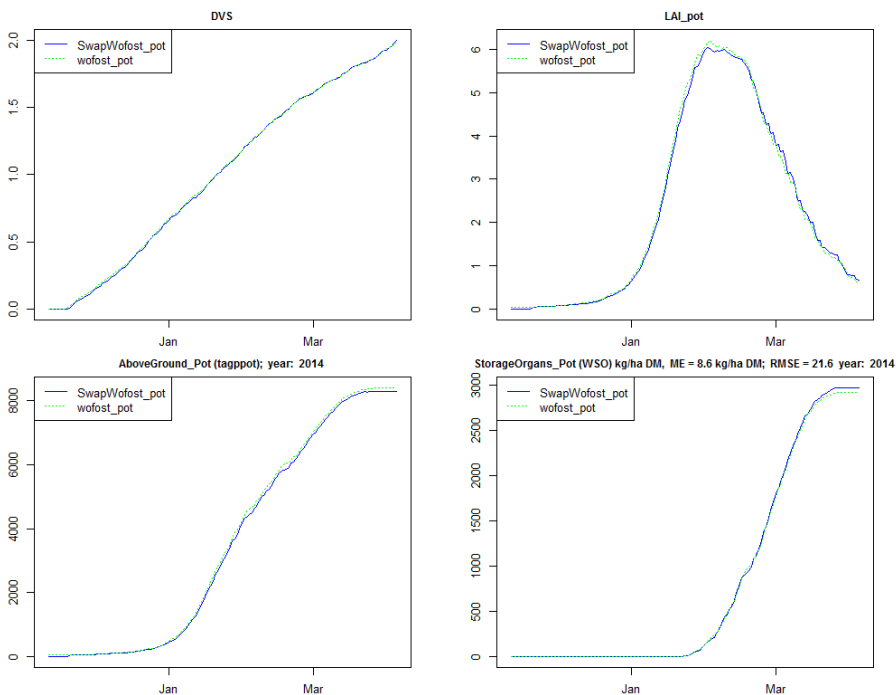 DVS
SwapWofost_pot
wofost_pot
2.0
1.5
1.0
0.5
0.0
Jan
Mar
LAI_pot
SwapWofost_pot
wofost_pot
6
5
4
3
2
1
0
Jan
Mar
AboveGround_Pot (tagppot); year: 2014
SwapWofost_pot
wofost_pot
8000
6000
4000
2000
0
Jan
Mar
StorageOrgans_Pot (WSO) kg/ha DM, ME = 8.6 kg/ha DM; RMSE = 21.6 year: 2014
SwapWofost_pot
wofost_pot
3000
2500
2000
1500
1000
500
0
Jan
Mar